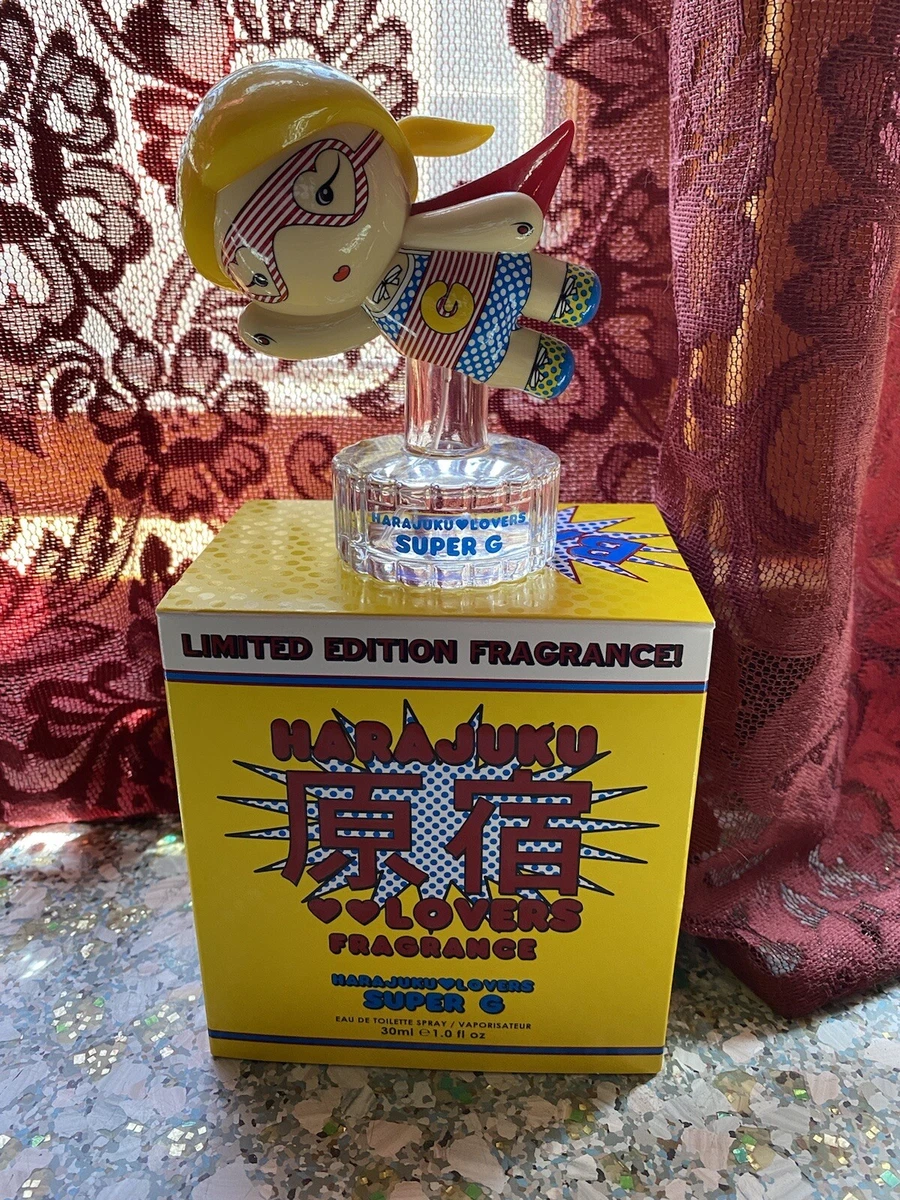 G
HARAJUKU♥LOVERS
SUPER G
LIMITED EDITION FRAGRANCE!
HARAJUKU
原宿
♥♥LOVERS
FRAGRANCE
HARAJUKU♥LOVERS
SUPER G
EAU DE TOILETTE SPRAY / VAPORISATEUR
30ml ℮ 1.0 fl oz